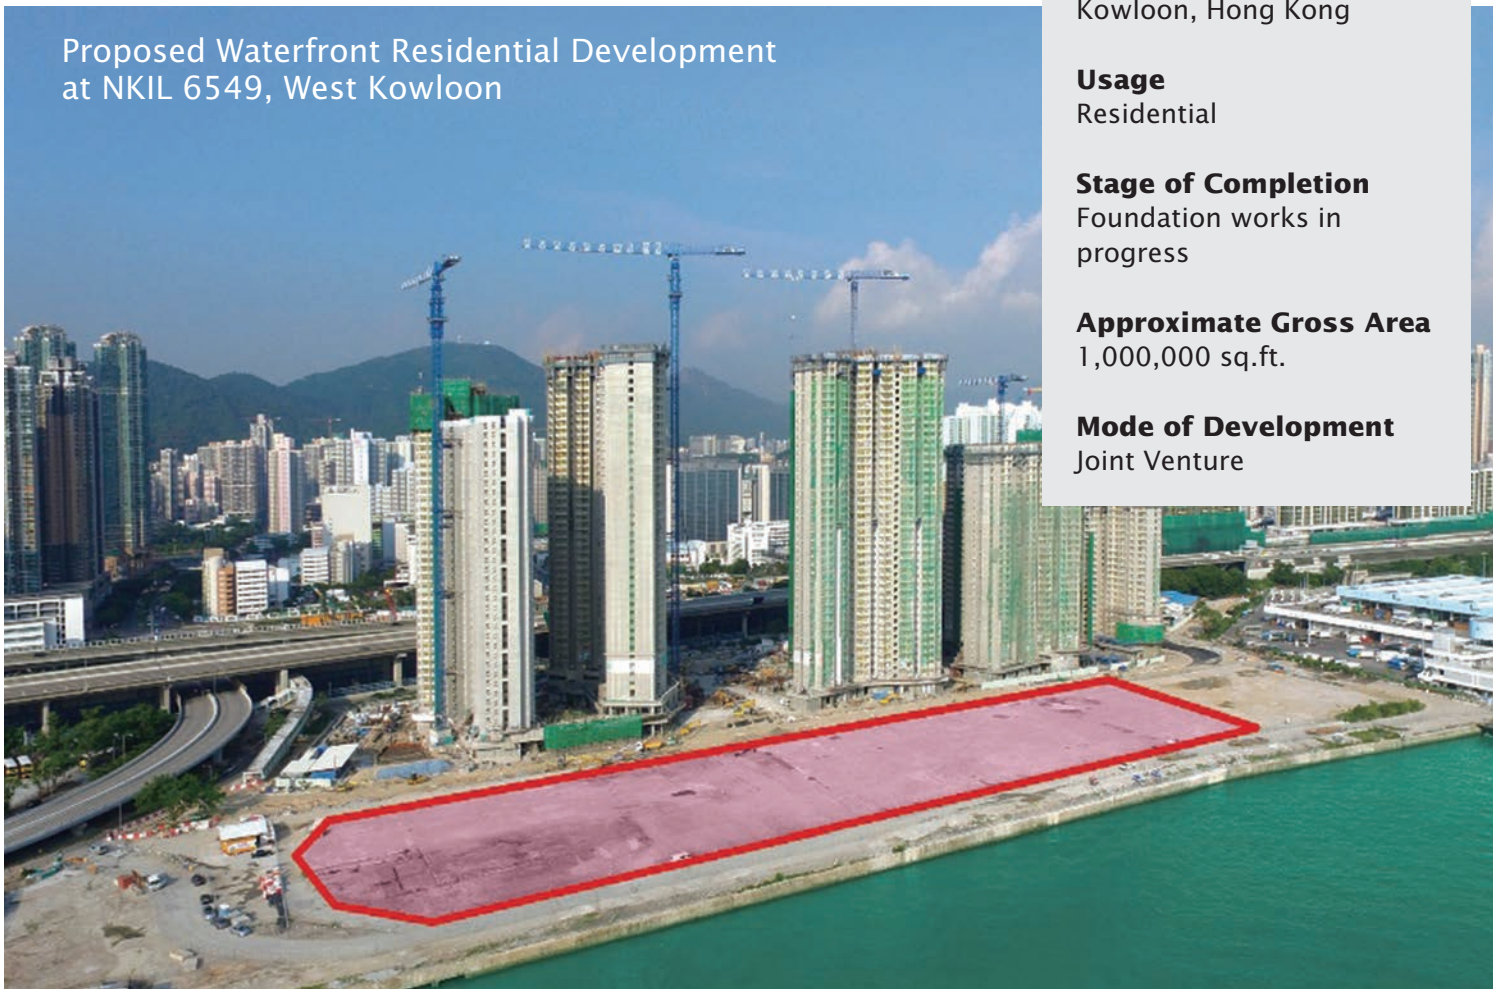 Proposed Waterfront Residential Development
at NKIL 6549, West Kowloon
Kowloon, Hong Kong
Usage
Residential
Stage of Completion
Foundation works in
progress
Approximate Gross Area
1,000,000 sq.ft.
Mode of Development
Joint Venture